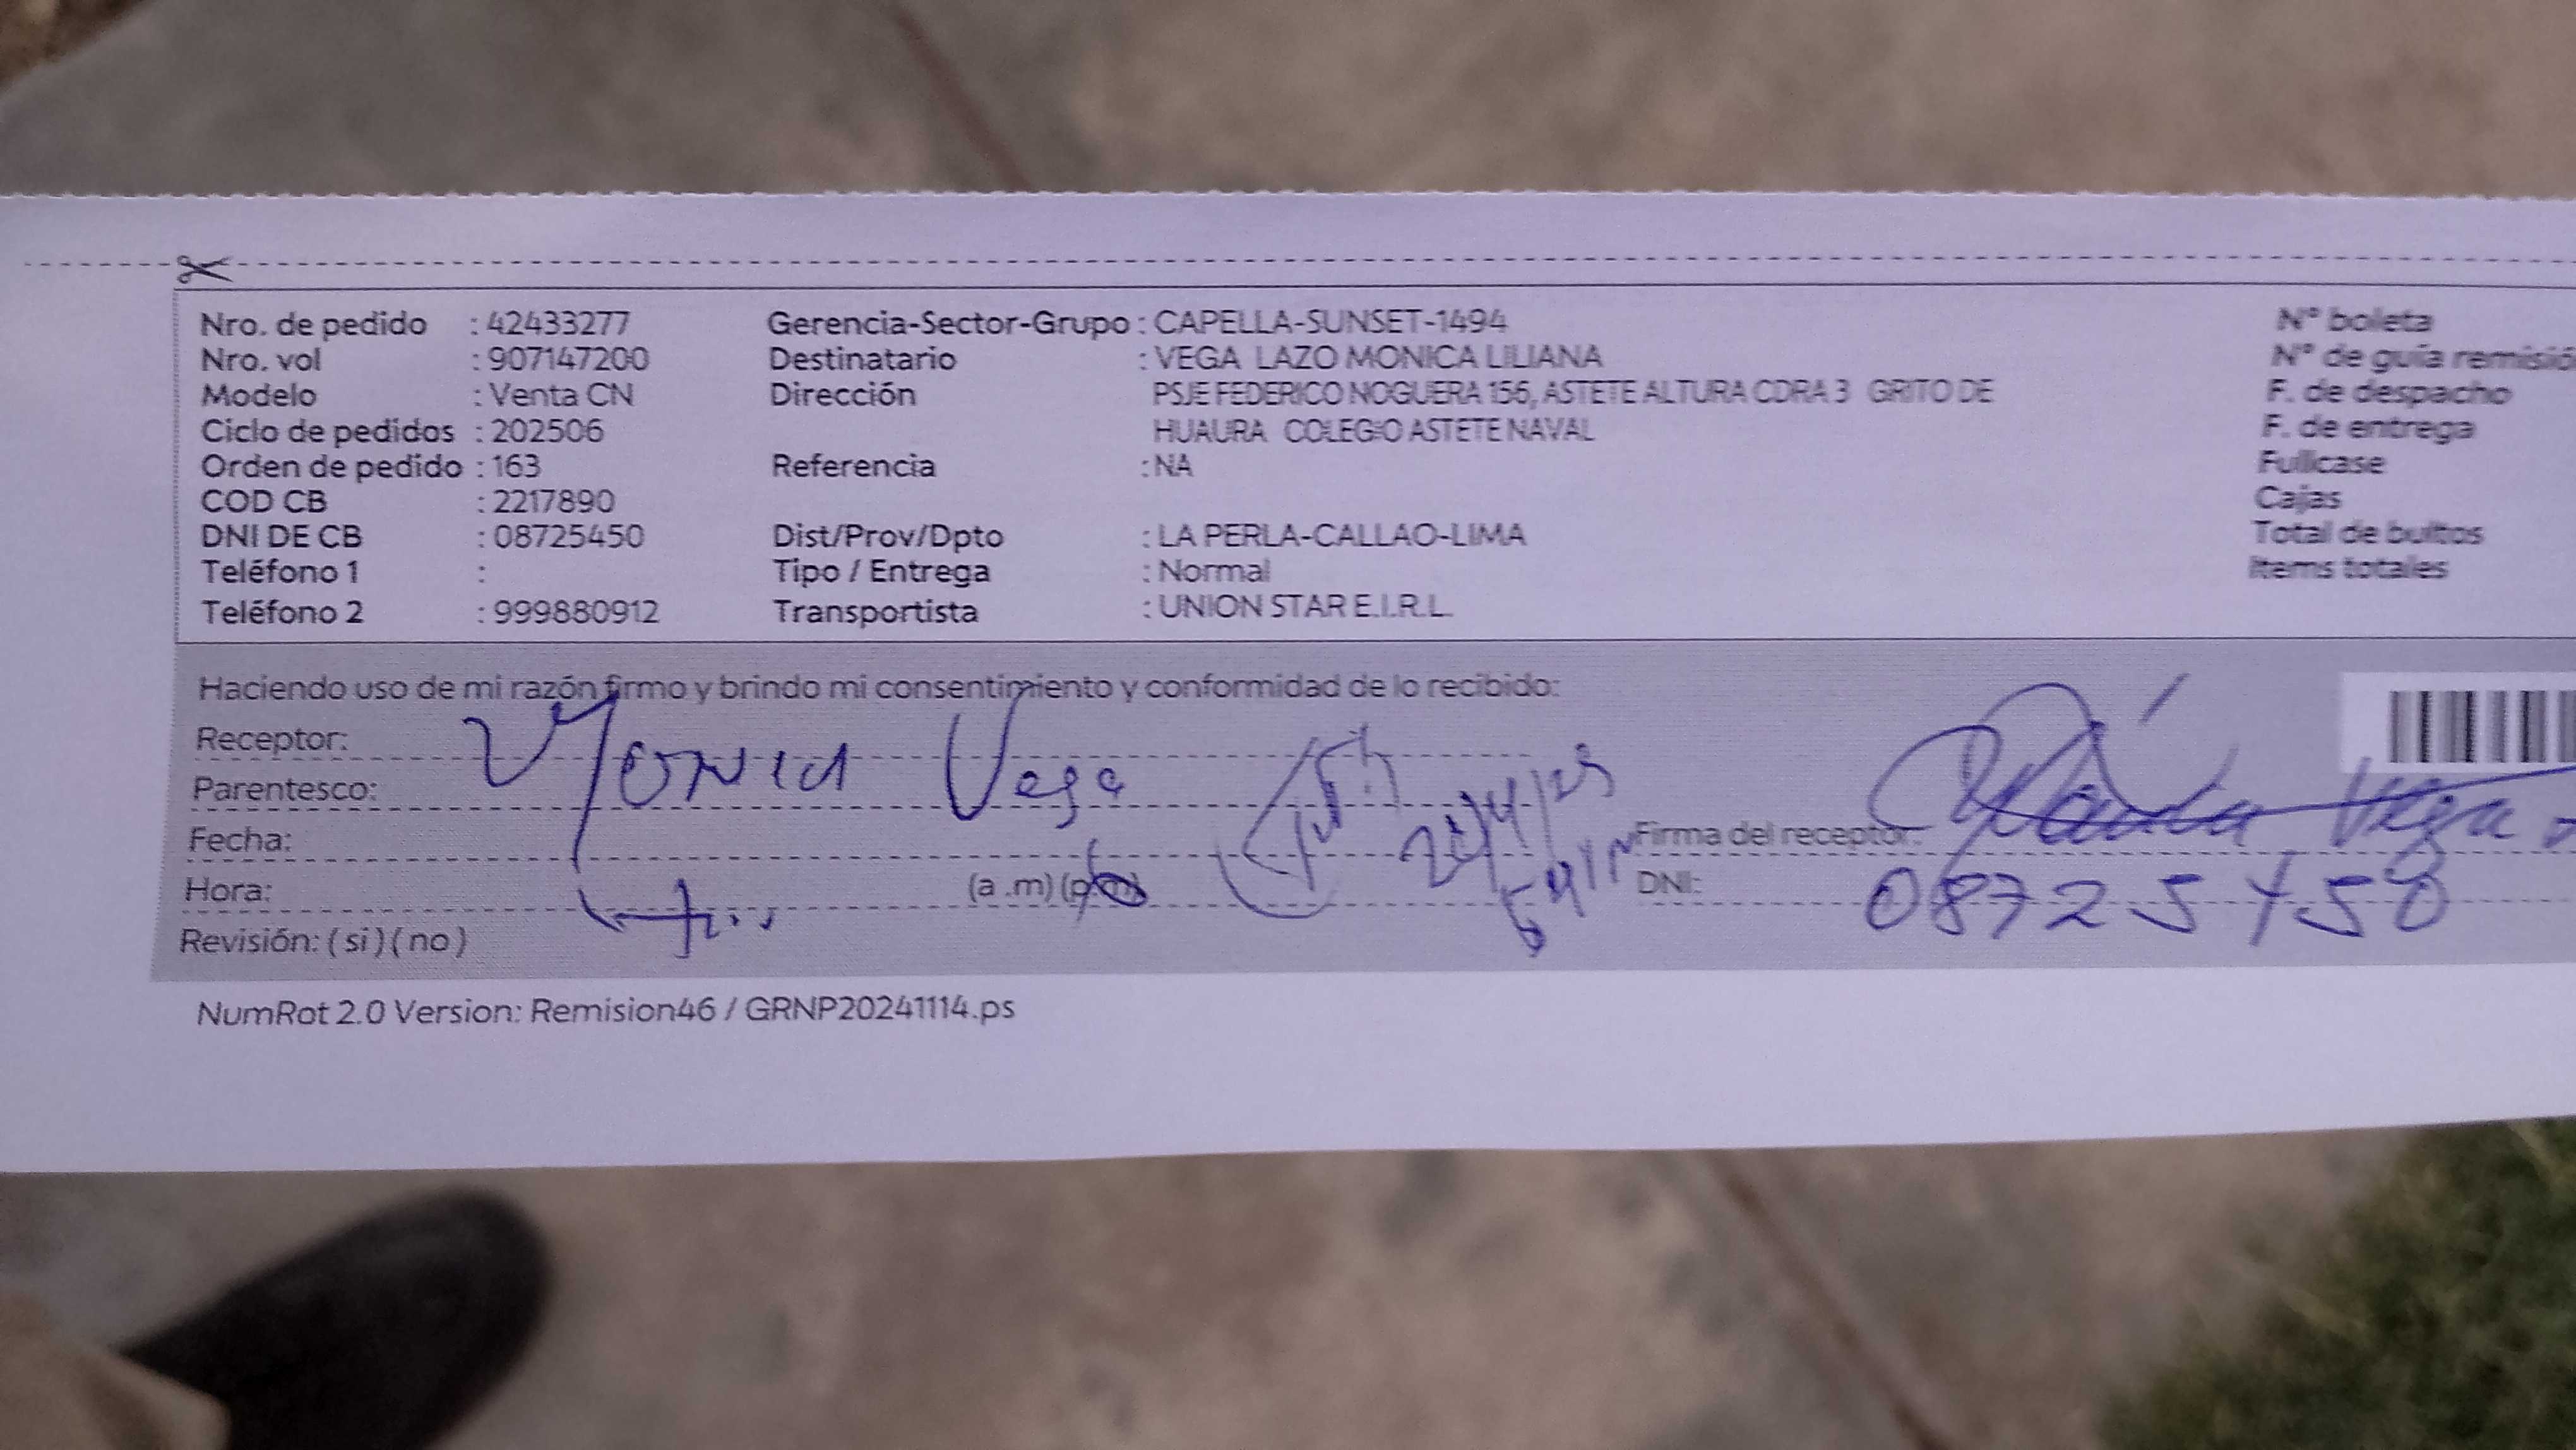 Nro. de pedido : 42433277 Gerencia-Sector-Grupo : CAPELLA-SUNSET-1494 N° boleta
Nro. vol : 907147200 Destinatario : VEGA LAZO MONICA LILIANA N° de guía remisió
Modelo : Venta CN Dirección PSJE FEDERICO NOGUERA 156, ASTETE ALTURA CDRA 3 GRITO DE F. de despacho
Ciclo de pedidos : 202506 HUAURA COLEGIO ASTETE NAVAL F. de entrega
Orden de pedido : 163 Referencia : NA Fullcase
COD CB : 2217890 Cajas
DNI DE CB : 08725450 Dist/Prov/Dpto : LA PERLA-CALLAO-LIMA Total de bultos
Teléfono 1 : Tipo / Entrega : Normal Items totales
Teléfono 2 : 999880912 Transportista : UNION STAR E.I.R.L.
Haciendo uso de mi razón firmo y brindo mi consentimiento y conformidad de lo recibido:
Receptor: Monica Vega
Parentesco:
Fecha: Firma del receptor: Vega
Hora: (a .m) (p DNI: 08725450
Revisión: ( si ) ( no )
NumRot 2.0 Version: Remision46 / GRNP20241114.ps